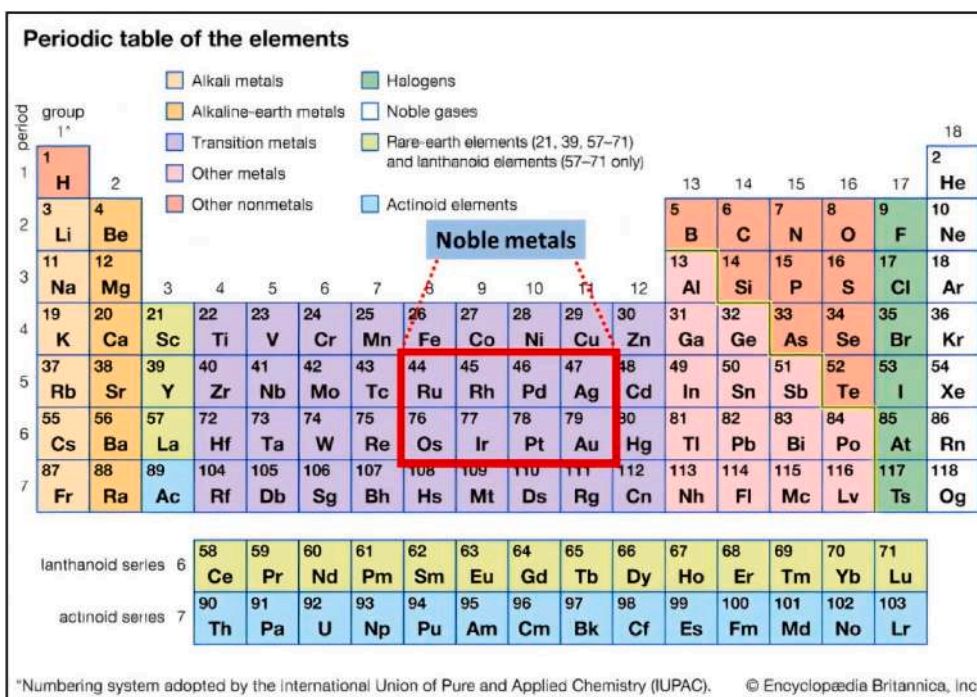 Periodic table of the elements
Alkali metals
Alkaline-earth metals
Transition metals
Other metals
Other nonmetals
Halogens
Noble gases
Rare-earth elements (21, 39, 57–71)
and lanthanoid elements (57–71 only)
Actinoid elements
Noble metals
period
group
1* 2 3 4 5 6 7 8 9 10 11 12 13 14 15 16 17 18
1
1 2
H He
2
3 4 5 6 7 8 9 10
Li Be B C N O F Ne
3
11 12 13 14 15 16 17 18
Na Mg Al Si P S Cl Ar
4
19 20 21 22 23 24 25 26 27 28 29 30 31 32 33 34 35 36
K Ca Sc Ti V Cr Mn Fe Co Ni Cu Zn Ga Ge As Se Br Kr
5
37 38 39 40 41 42 43 44 45 46 47 48 49 50 51 52 53 54
Rb Sr Y Zr Nb Mo Tc Ru Rh Pd Ag Cd In Sn Sb Te I Xe
6
55 56 57 72 73 74 75 76 77 78 79 80 81 82 83 84 85 86
Cs Ba La Hf Ta W Re Os Ir Pt Au Hg Tl Pb Bi Po At Rn
7
87 88 89 104 105 106 107 108 109 110 111 112 113 114 115 116 117 118
Fr Ra Ac Rf Db Sg Bh Hs Mt Ds Rg Cn Nh Fl Mc Lv Ts Og
lanthanoid series 6
58 59 60 61 62 63 64 65 66 67 68 69 70 71
Ce Pr Nd Pm Sm Eu Gd Tb Dy Ho Er Tm Yb Lu
actinoid series 7
90 91 92 93 94 95 96 97 98 99 100 101 102 103
Th Pa U Np Pu Am Cm Bk Cf Es Fm Md No Lr
*Numbering system adopted by the International Union of Pure and Applied Chemistry (IUPAC). © Encyclopædia Britannica, Inc